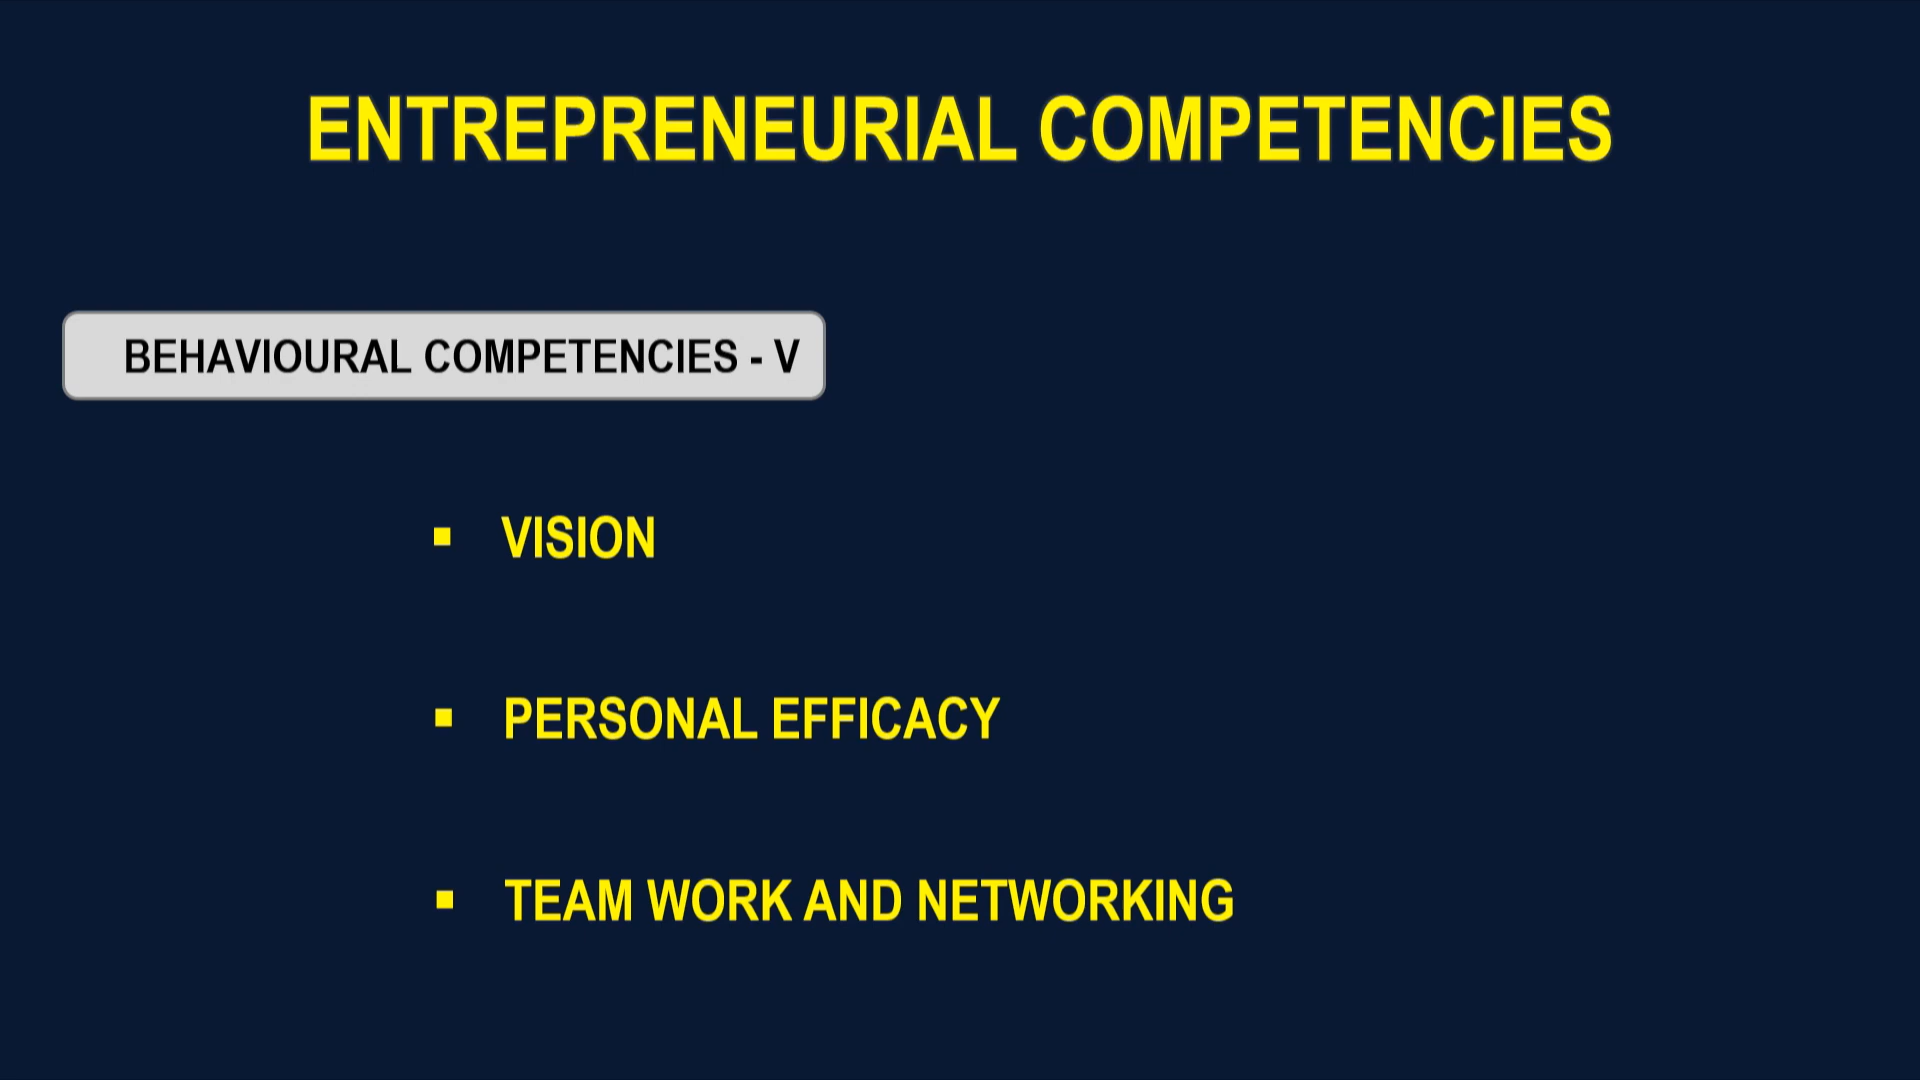 ENTREPRENEURIAL COMPETENCIES
BEHAVIOURAL COMPETENCIES - V
▪ VISION
▪ PERSONAL EFFICACY
▪ TEAM WORK AND NETWORKING